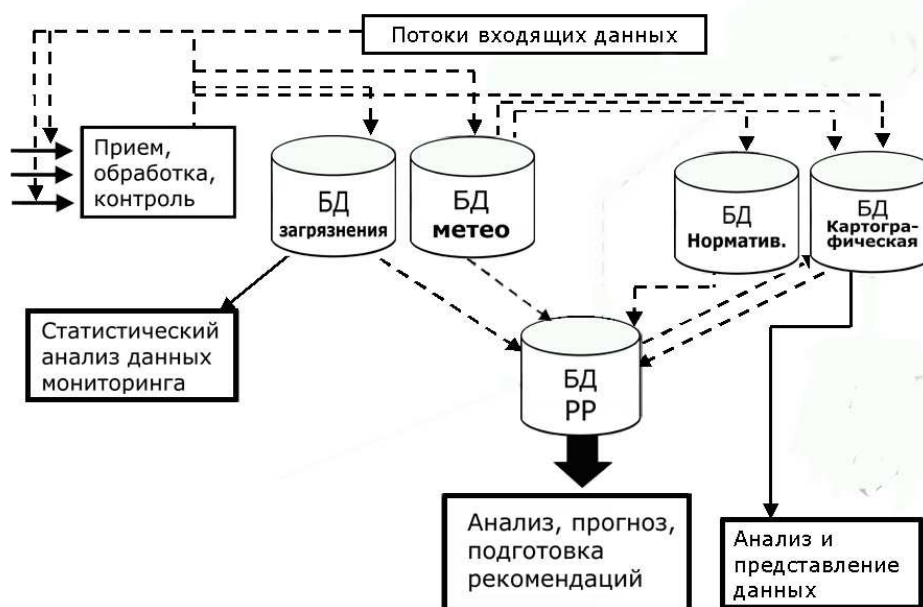 Потоки входящих данных
Прием,
обработка,
контроль
БД
загрязнения
БД
метео
БД
Норматив.
БД
Картогра-
фическая
Статистический
анализ данных
мониторинга
БД
РР
Анализ, прогноз,
подготовка
рекомендаций
Анализ и
представление
данных